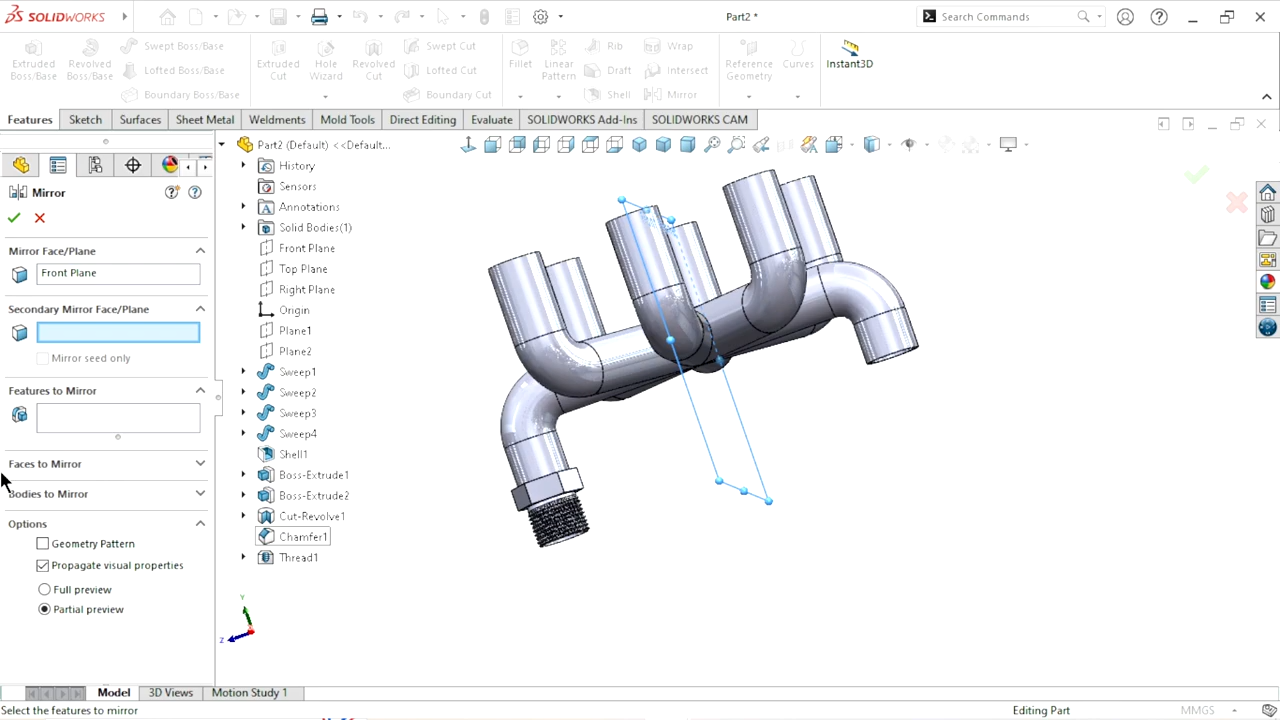 SOLIDWORKS
Part2 *
Search Commands
Extruded Boss/Base
Revolved Boss/Base
Swept Boss/Base
Lofted Boss/Base
Boundary Boss/Base
Extruded Cut
Hole Wizard
Revolved Cut
Swept Cut
Lofted Cut
Boundary Cut
Fillet
Linear Pattern
Rib
Draft
Shell
Wrap
Intersect
Mirror
Reference Geometry
Curves
Instant3D
Features
Sketch
Surfaces
Sheet Metal
Weldments
Mold Tools
Direct Editing
Evaluate
SOLIDWORKS Add-Ins
SOLIDWORKS CAM
Mirror
Mirror Face/Plane
Front Plane
Secondary Mirror Face/Plane
Mirror seed only
Features to Mirror
Faces to Mirror
Bodies to Mirror
Options
Geometry Pattern
Propagate visual properties
Full preview
Partial preview
Part2 (Default) <<Default...
History
Sensors
Annotations
Solid Bodies(1)
Front Plane
Top Plane
Right Plane
Origin
Plane1
Plane2
Sweep1
Sweep2
Sweep3
Sweep4
Shell1
Boss-Extrude1
Boss-Extrude2
Cut-Revolve1
Chamfer1
Thread1
Y
Z
Model
3D Views
Motion Study 1
Select the features to mirror
Editing Part
MMGS